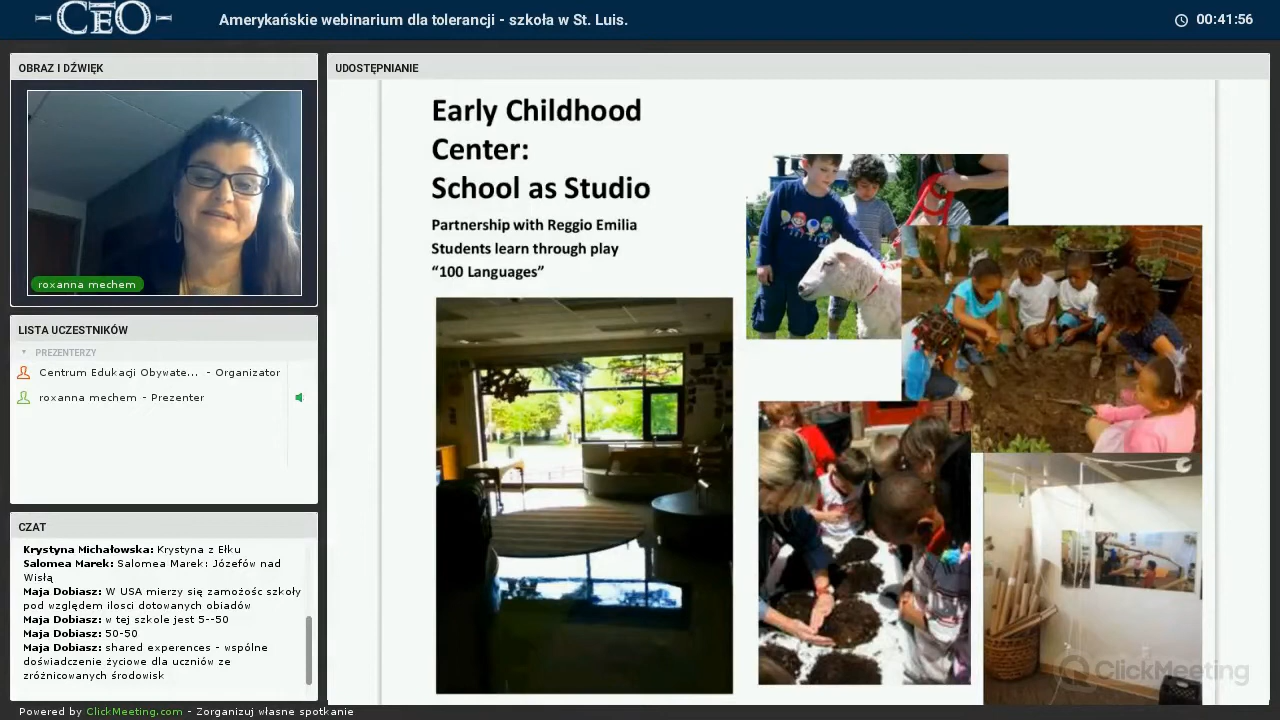 CEO
Amerykańskie webinarium dla tolerancji - szkoła w St. Luis.
00:41:56
OBRAZ I DŹWIĘK
roxanna mechem
LISTA UCZESTNIKÓW
PREZENTERZY
Centrum Edukacji Obywate... - Organizator
roxanna mechem - Prezenter
CZAT
Krystyna Michałowska: Krystyna z Ełku
Salomea Marek: Salomea Marek: Józefów nad
Wisłą
Maja Dobiasz: W USA mierzy się zamożośc szkoły
pod względem ilosci dotowanych obiadów
Maja Dobiasz: w tej szkole jest 5--50
Maja Dobiasz: 50-50
Maja Dobiasz: shared experences - wspólne
doświadczenie życiowe dla uczniów ze
zróżnicowanych środowisk
Powered by ClickMeeting.com - Zorganizuj własne spotkanie
UDOSTĘPNIANIE
Early Childhood
Center:
School as Studio
Partnership with Reggio Emilia
Students learn through play
“100 Languages”
ClickMeeting